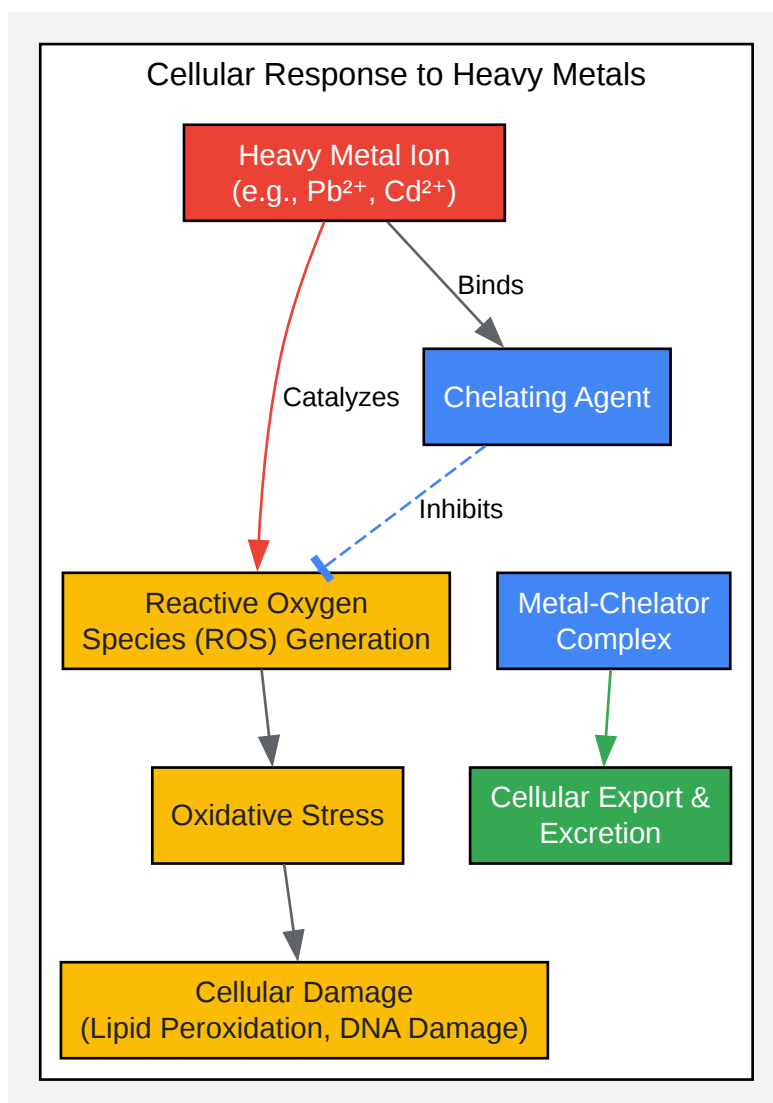 Cellular Response to Heavy Metals
Heavy Metal Ion
(e.g., Pb²⁺, Cd²⁺)
Binds
Catalyzes
Chelating Agent
Inhibits
Reactive Oxygen
Species (ROS) Generation
Metal-Chelator
Complex
Oxidative Stress
Cellular Export &
Excretion
Cellular Damage
(Lipid Peroxidation, DNA Damage)